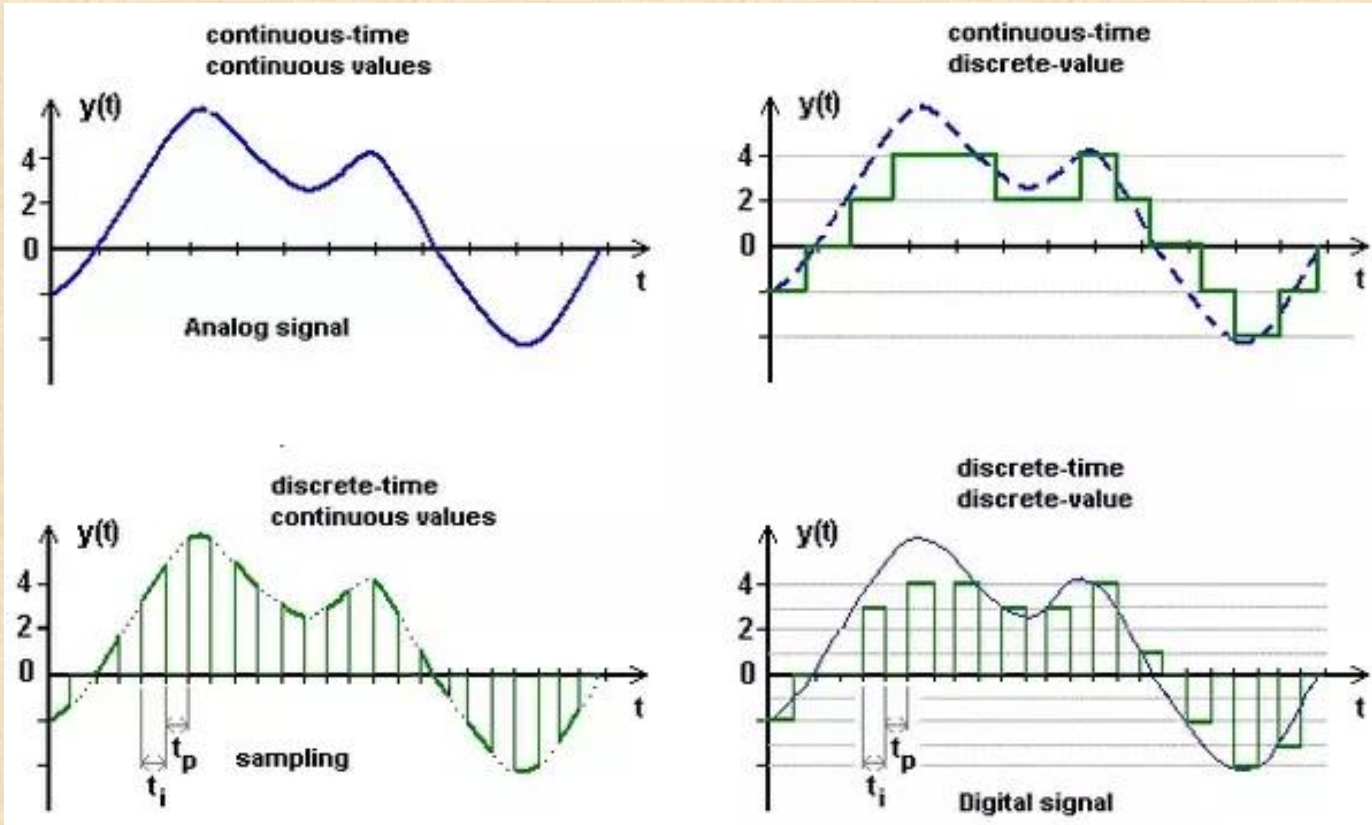 continuous-time
continuous values
y(t)
4
2
0
t
Analog signal
continuous-time
discrete-value
y(t)
4
2
0
t
discrete-time
continuous values
y(t)
4
2
0
t
tp
ti
sampling
discrete-time
discrete-value
y(t)
4
2
0
t
tp
ti
Digital signal